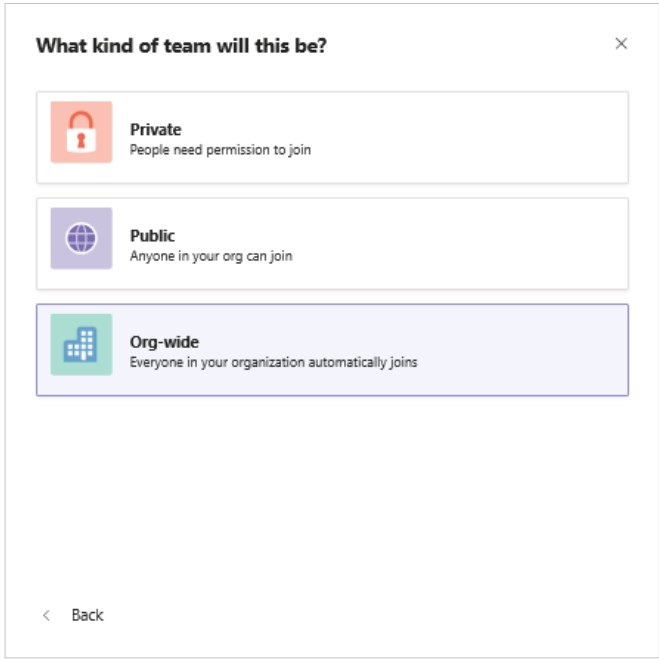 What kind of team will this be?
Private
People need permission to join
Public
Anyone in your org can join
Org-wide
Everyone in your organization automatically joins
Back